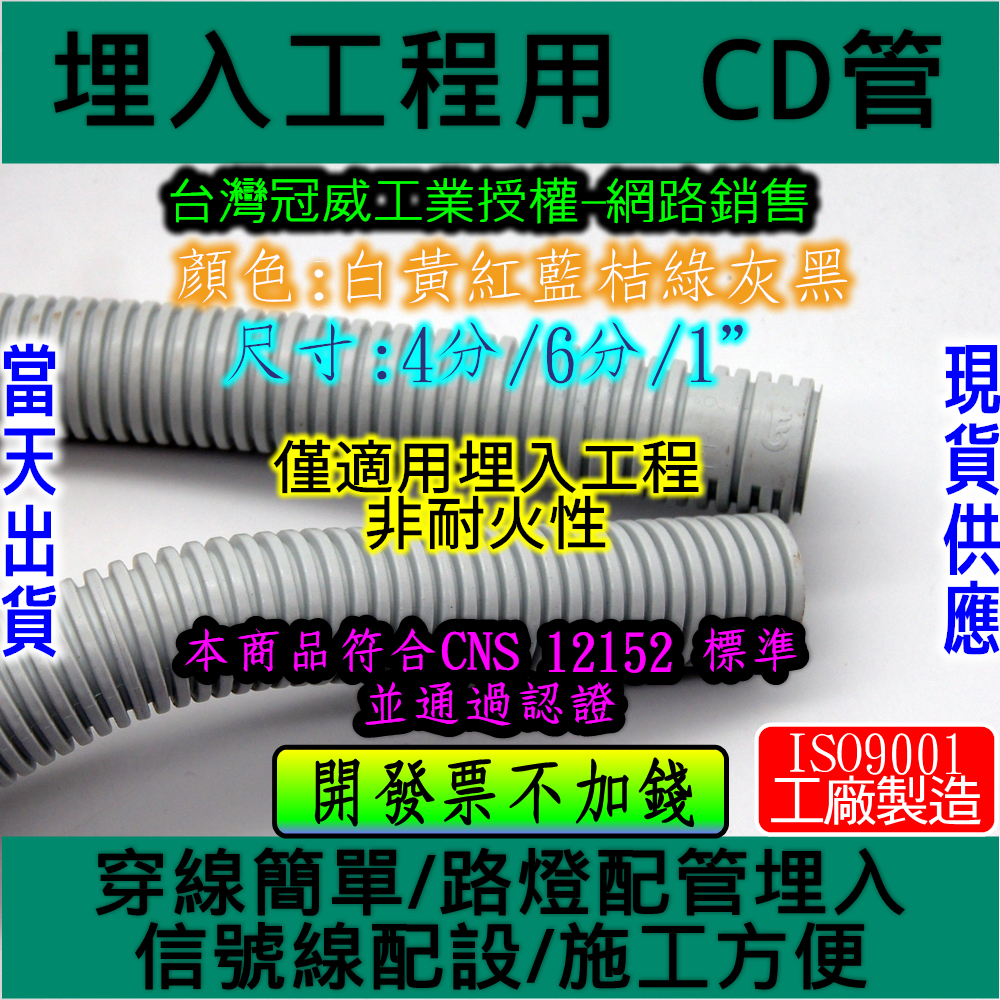 埋入工程用 CD管
台灣冠威工業授權-網路銷售
顏色:白黃紅藍桔綠灰黑
尺寸:4分/6分/1”
當天出貨
現貨供應
僅適用埋入工程
非耐火性
本商品符合CNS 12152 標準
並通過認證
開發票不加錢
ISO9001
工廠製造
穿線簡單/路燈配管埋入
信號線配設/施工方便